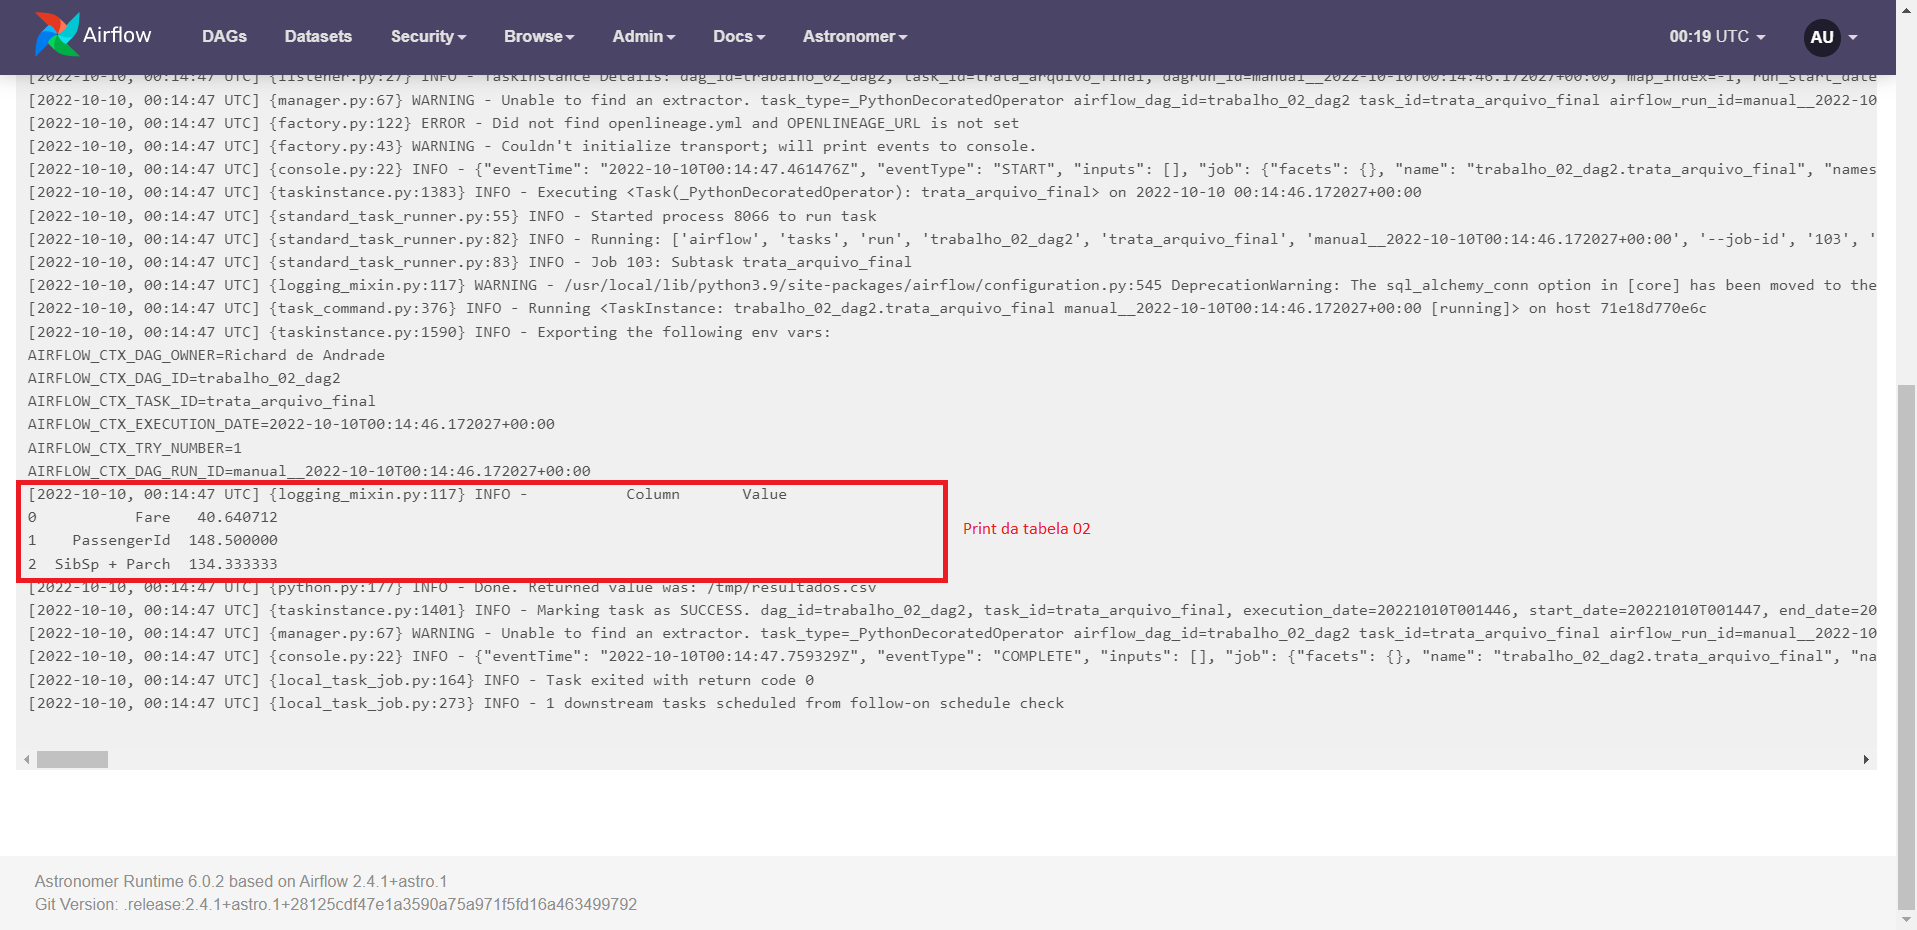 Airflow DAGs Datasets Security Browse Admin Docs Astronomer 00:19 UTC AU
[2022-10-10, 00:14:47 UTC] {listener.py:27} INFO - TaskInstance Details: dag_id=trabalho_02_dag2, task_id=trata_arquivo_final, dagrun_id=manual__2022-10-10T00:14:46.172027+00:00, map_index=-1, run_start_date
[2022-10-10, 00:14:47 UTC] {manager.py:67} WARNING - Unable to find an extractor. task_type=_PythonDecoratedOperator airflow_dag_id=trabalho_02_dag2 task_id=trata_arquivo_final airflow_run_id=manual__2022-10
[2022-10-10, 00:14:47 UTC] {factory.py:122} ERROR - Did not find openlineage.yml and OPENLINEAGE_URL is not set
[2022-10-10, 00:14:47 UTC] {factory.py:43} WARNING - Couldn't initialize transport; will print events to console.
[2022-10-10, 00:14:47 UTC] {console.py:22} INFO - {"eventTime": "2022-10-10T00:14:47.461476Z", "eventType": "START", "inputs": [], "job": {"facets": {}, "name": "trabalho_02_dag2.trata_arquivo_final", "names
[2022-10-10, 00:14:47 UTC] {taskinstance.py:1383} INFO - Executing <Task(_PythonDecoratedOperator): trata_arquivo_final> on 2022-10-10 00:14:46.172027+00:00
[2022-10-10, 00:14:47 UTC] {standard_task_runner.py:55} INFO - Started process 8066 to run task
[2022-10-10, 00:14:47 UTC] {standard_task_runner.py:82} INFO - Running: ['airflow', 'tasks', 'run', 'trabalho_02_dag2', 'trata_arquivo_final', 'manual__2022-10-10T00:14:46.172027+00:00', '--job-id', '103', '
[2022-10-10, 00:14:47 UTC] {standard_task_runner.py:83} INFO - Job 103: Subtask trata_arquivo_final
[2022-10-10, 00:14:47 UTC] {logging_mixin.py:117} WARNING - /usr/local/lib/python3.9/site-packages/airflow/configuration.py:545 DeprecationWarning: The sql_alchemy_conn option in [core] has been moved to the
[2022-10-10, 00:14:47 UTC] {task_command.py:376} INFO - Running <TaskInstance: trabalho_02_dag2.trata_arquivo_final manual__2022-10-10T00:14:46.172027+00:00 [running]> on host 71e18d770e6c
[2022-10-10, 00:14:47 UTC] {taskinstance.py:1590} INFO - Exporting the following env vars:
AIRFLOW_CTX_DAG_OWNER=Richard de Andrade
AIRFLOW_CTX_DAG_ID=trabalho_02_dag2
AIRFLOW_CTX_TASK_ID=trata_arquivo_final
AIRFLOW_CTX_EXECUTION_DATE=2022-10-10T00:14:46.172027+00:00
AIRFLOW_CTX_TRY_NUMBER=1
AIRFLOW_CTX_DAG_RUN_ID=manual__2022-10-10T00:14:46.172027+00:00
[2022-10-10, 00:14:47 UTC] {logging_mixin.py:117} INFO - Column Value
0 Fare 40.640712
Print da tabela 02
1 PassengerId 148.500000
2 SibSp + Parch 134.333333
[2022-10-10, 00:14:47 UTC] {python.py:177} INFO - Done. Returned value was: /tmp/resultados.csv
[2022-10-10, 00:14:47 UTC] {taskinstance.py:1401} INFO - Marking task as SUCCESS. dag_id=trabalho_02_dag2, task_id=trata_arquivo_final, execution_date=20221010T001446, start_date=20221010T001447, end_date=20
[2022-10-10, 00:14:47 UTC] {manager.py:67} WARNING - Unable to find an extractor. task_type=_PythonDecoratedOperator airflow_dag_id=trabalho_02_dag2 task_id=trata_arquivo_final airflow_run_id=manual__2022-10
[2022-10-10, 00:14:47 UTC] {console.py:22} INFO - {"eventTime": "2022-10-10T00:14:47.759329Z", "eventType": "COMPLETE", "inputs": [], "job": {"facets": {}, "name": "trabalho_02_dag2.trata_arquivo_final", "na
[2022-10-10, 00:14:47 UTC] {local_task_job.py:164} INFO - Task exited with return code 0
[2022-10-10, 00:14:47 UTC] {local_task_job.py:273} INFO - 1 downstream tasks scheduled from follow-on schedule check
Astronomer Runtime 6.0.2 based on Airflow 2.4.1+astro.1
Git Version: .release:2.4.1+astro.1+28125cdf47e1a3590a75a971f5fd16a463499792